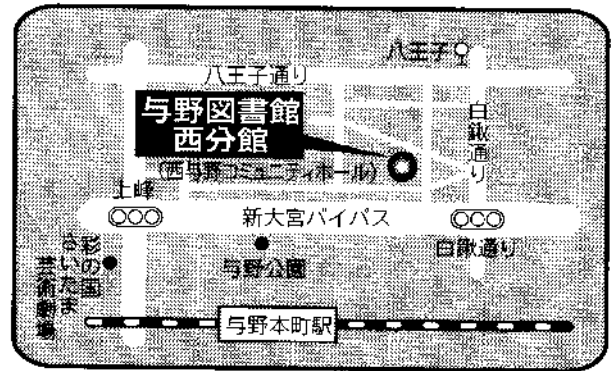 八王子
八王子通り
白鍬通り
与野図書館
西分館
(西与野コミュニティホール)
上峰
新大宮バイパス
白鍬通り
与野公園
彩の国
さいたま
芸術劇場
与野本町駅